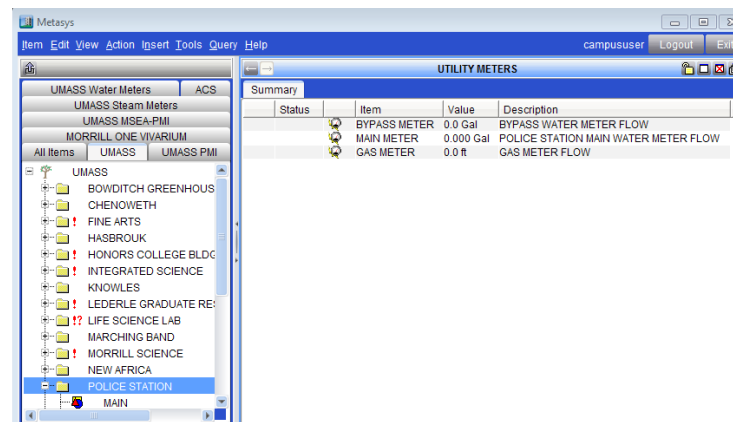 Metasys
Item Edit View Action Insert Tools Query Help campususer Logout Exit
UTILITY METERS
UMASS Water Meters ACS
UMASS Steam Meters
UMASS MSEA-PMI
MORRILL ONE VIVARIUM
All Items UMASS UMASS PMI
UMASS
BOWDITCH GREENHOUS
CHENOWETH
! FINE ARTS
HASBROUK
! HONORS COLLEGE BLDG
! INTEGRATED SCIENCE
KNOWLES
! LEDERLE GRADUATE RE
!? LIFE SCIENCE LAB
MARCHING BAND
! MORRILL SCIENCE
NEW AFRICA
POLICE STATION
MAIN
Summary
Status Item Value Description
BYPASS METER 0.0 Gal BYPASS WATER METER FLOW
MAIN METER 0.000 Gal POLICE STATION MAIN WATER METER FLOW
GAS METER 0.0 ft GAS METER FLOW